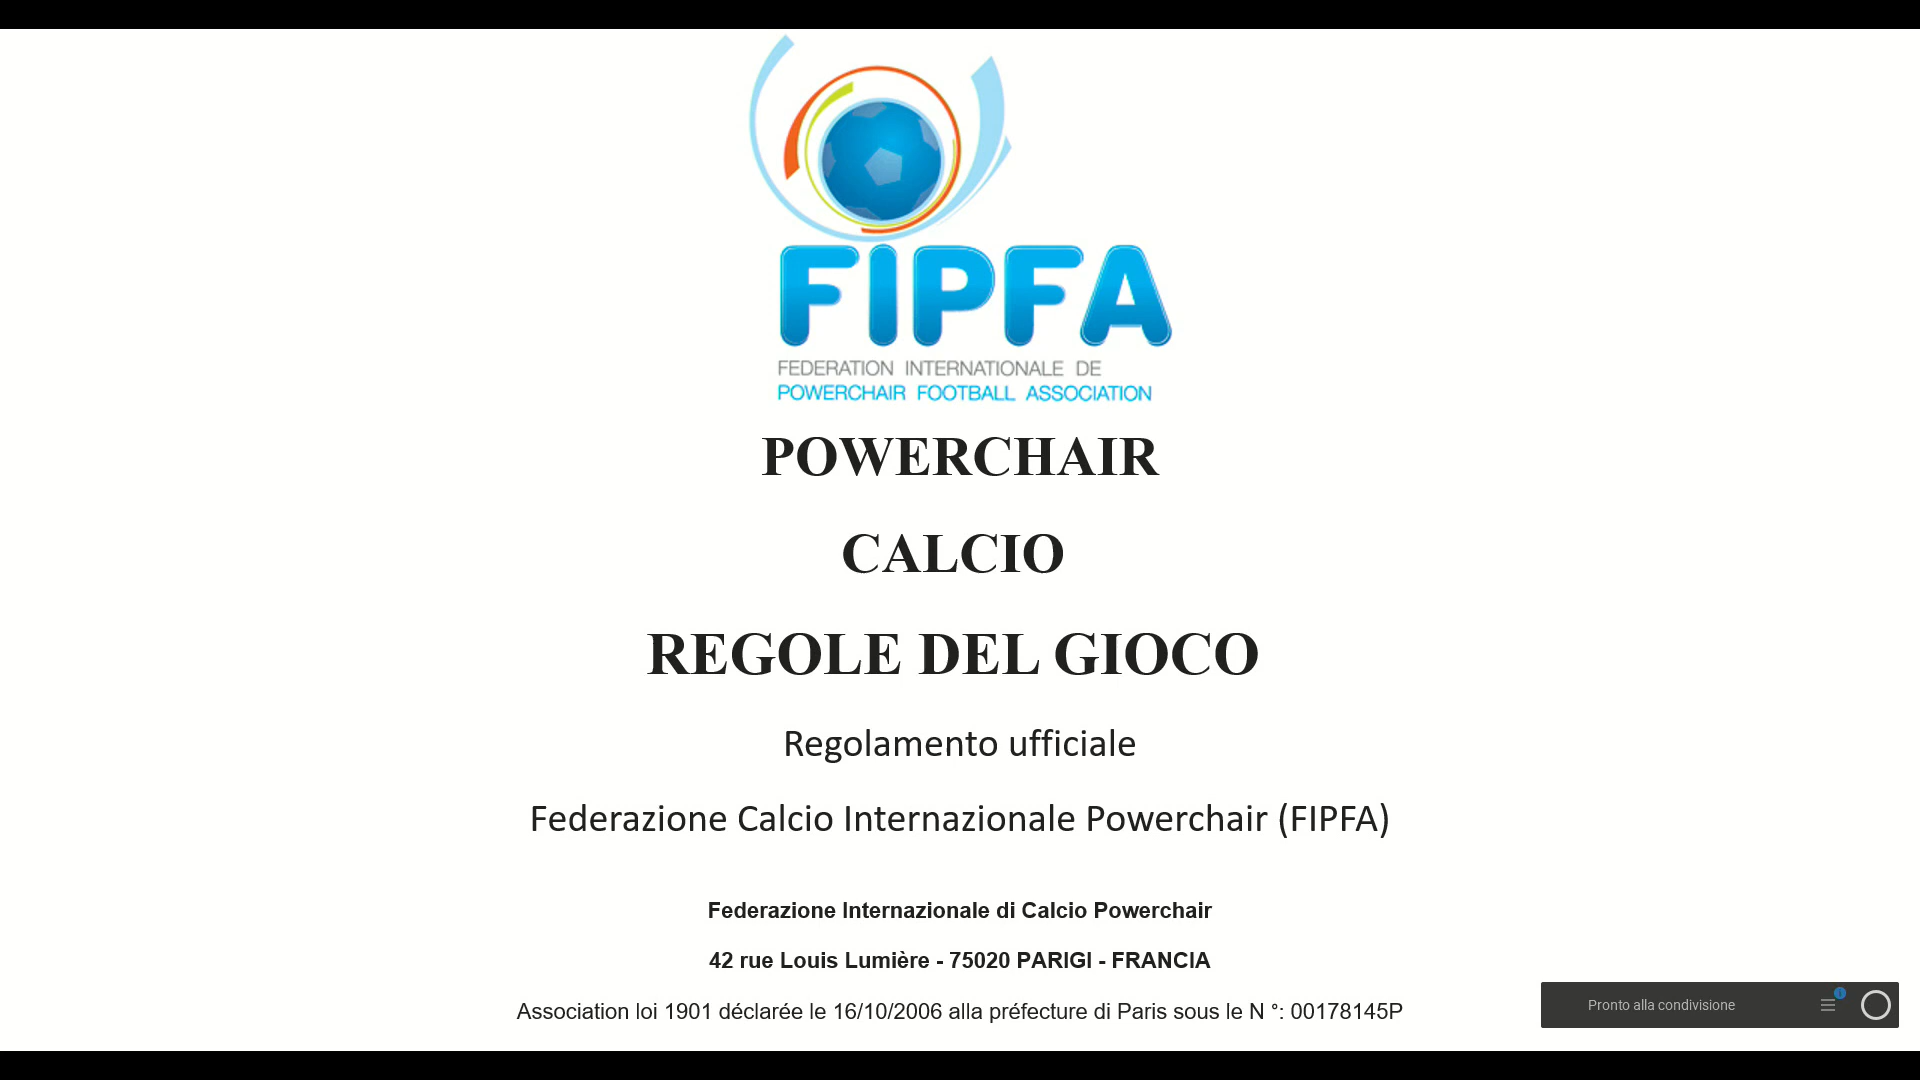 FIPFA
FEDERATION INTERNATIONALE DE
POWERCHAIR FOOTBALL ASSOCIATION
POWERCHAIR
CALCIO
REGOLE DEL GIOCO
Regolamento ufficiale
Federazione Calcio Internazionale Powerchair (FIPFA)
Federazione Internazionale di Calcio Powerchair
42 rue Louis Lumière - 75020 PARIGI - FRANCIA
Association loi 1901 déclarée le 16/10/2006 alla préfecture di Paris sous le N °: 00178145P
Pronto alla condivisione